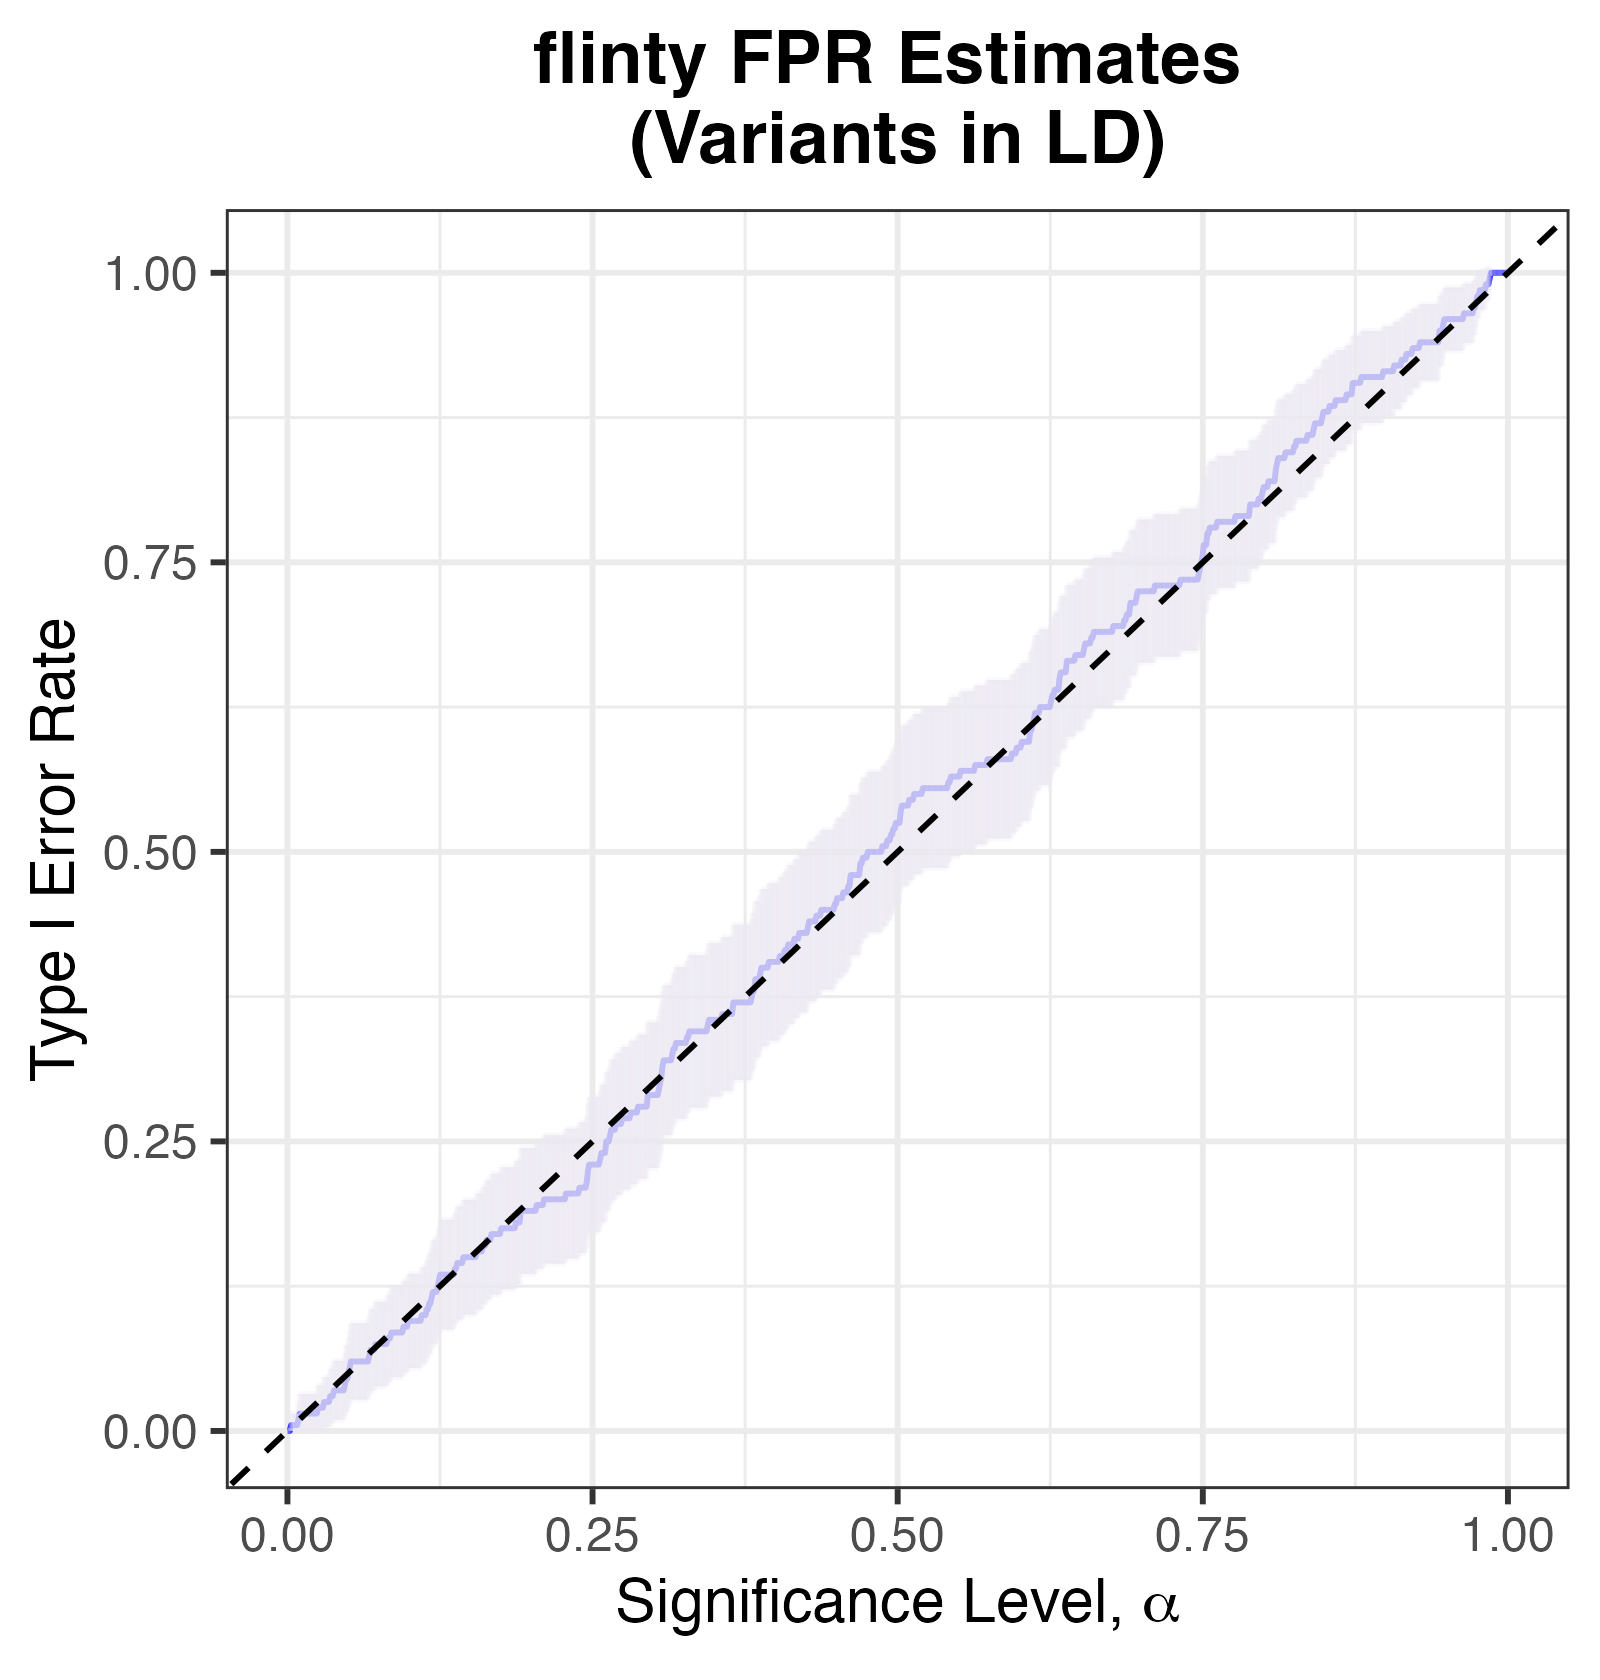 flinty FPR Estimates
(Variants in LD)
Type I Error Rate
1.00
0.75
0.50
0.25
0.00
0.00 0.25 0.50 0.75 1.00
Significance Level, α